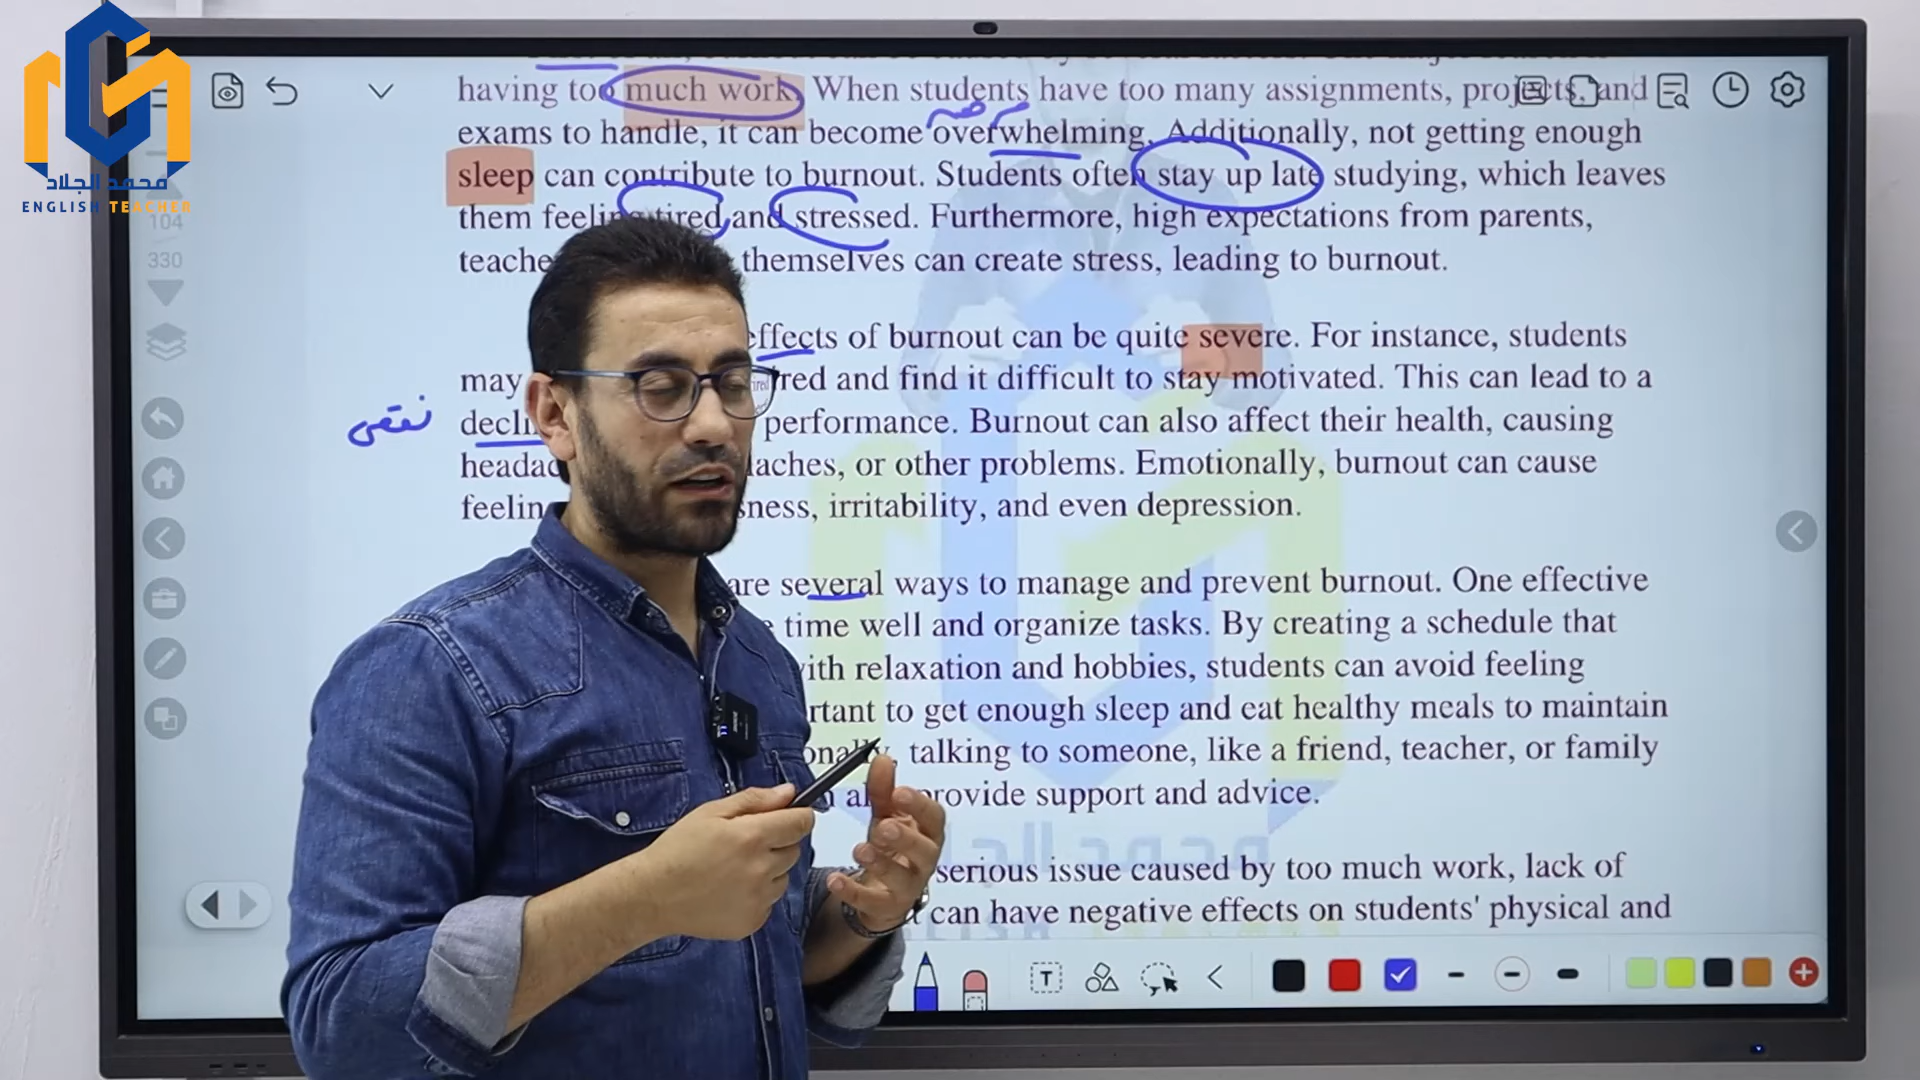 محمد الجلاد
ENGLISH TEACHER
104
330
having too much work. When students have too many assignments, projects, and
exams to handle, it can become overwhelming. Additionally, not getting enough
sleep can contribute to burnout. Students often stay up late studying, which leaves
them feeling tired and stressed. Furthermore, high expectations from parents,
themselves can create stress, leading to burnout.
effects of burnout can be quite severe. For instance, students
may and find it difficult to stay motivated. This can lead to a
نقص
performance. Burnout can also affect their health, causing
or other problems. Emotionally, burnout can cause
irritability, and even depression.
are several ways to manage and prevent burnout. One effective
time well and organize tasks. By creating a schedule that
relaxation and hobbies, students can avoid feeling
to get enough sleep and eat healthy meals to maintain
talking to someone, like a friend, teacher, or family
provide support and advice.
محمد الجلاد
serious issue caused by too much work, lack of
can have negative effects on students' physical and
T